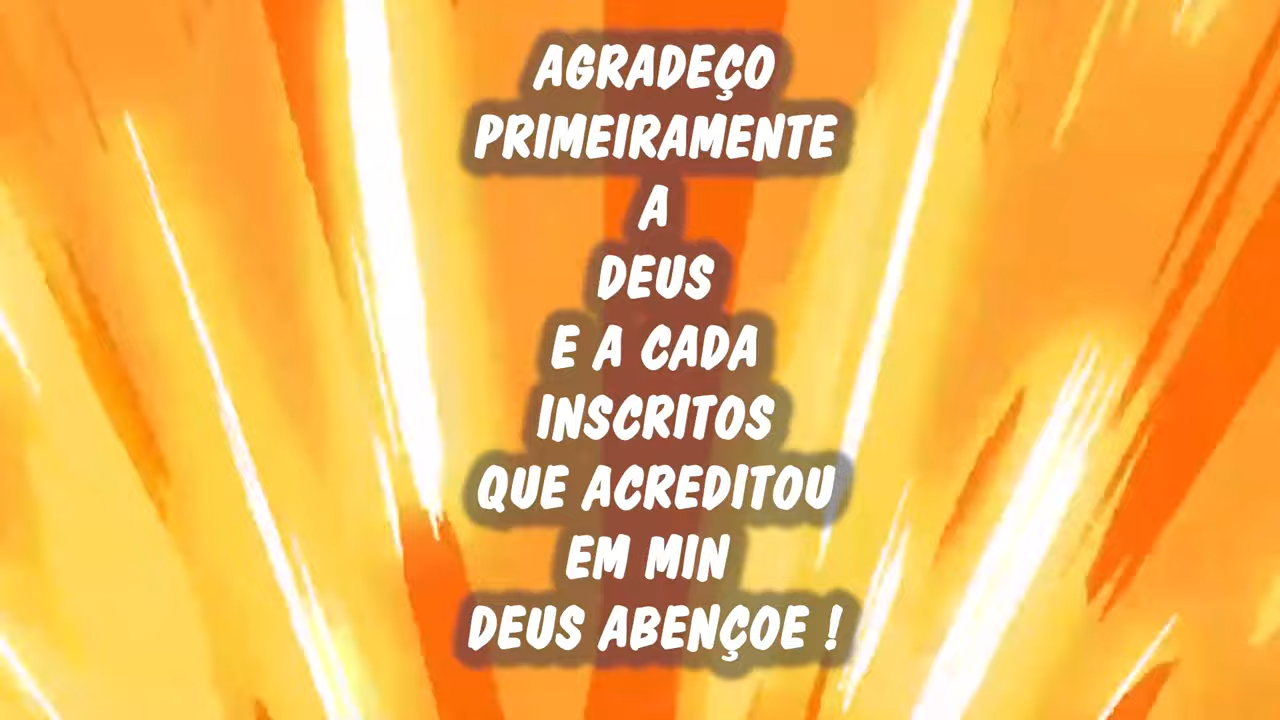 AGRADEÇO
PRIMEIRAMENTE
A
DEUS
E A CADA
INSCRITOS
QUE ACREDITOU
EM MIN
DEUS ABENÇOE !